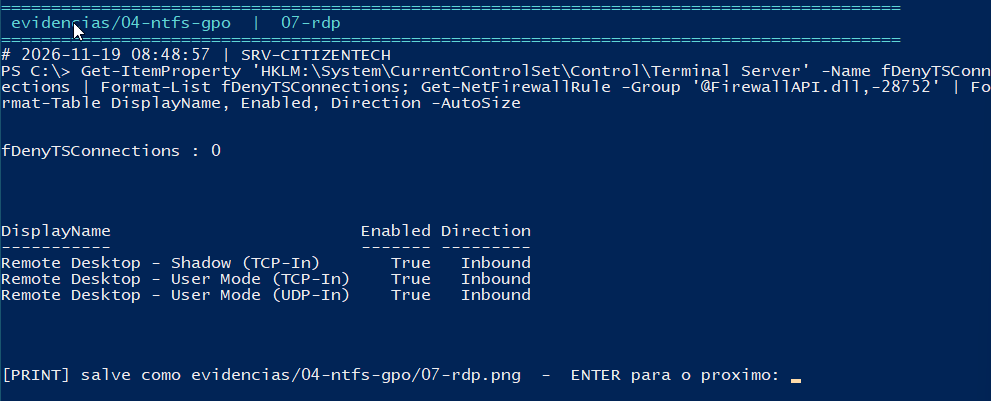 ==========================================================================================
evidencias/04-ntfs-gpo  |  07-rdp
==========================================================================================
# 2026-11-19 08:48:57 | SRV-CITIZENTECH
PS C:\> Get-ItemProperty 'HKLM:\System\CurrentControlSet\Control\Terminal Server' -Name fDenyTSConn
ections | Format-List fDenyTSConnections; Get-NetFirewallRule -Group '@FirewallAPI.dll,-28752' | Fo
rmat-Table DisplayName, Enabled, Direction -AutoSize
fDenyTSConnections : 0
DisplayName                         Enabled Direction
-----------                         ------- ---------
Remote Desktop - Shadow (TCP-In)       True   Inbound
Remote Desktop - User Mode (TCP-In)    True   Inbound
Remote Desktop - User Mode (UDP-In)    True   Inbound
[PRINT] salve como evidencias/04-ntfs-gpo/07-rdp.png  -  ENTER para o proximo: